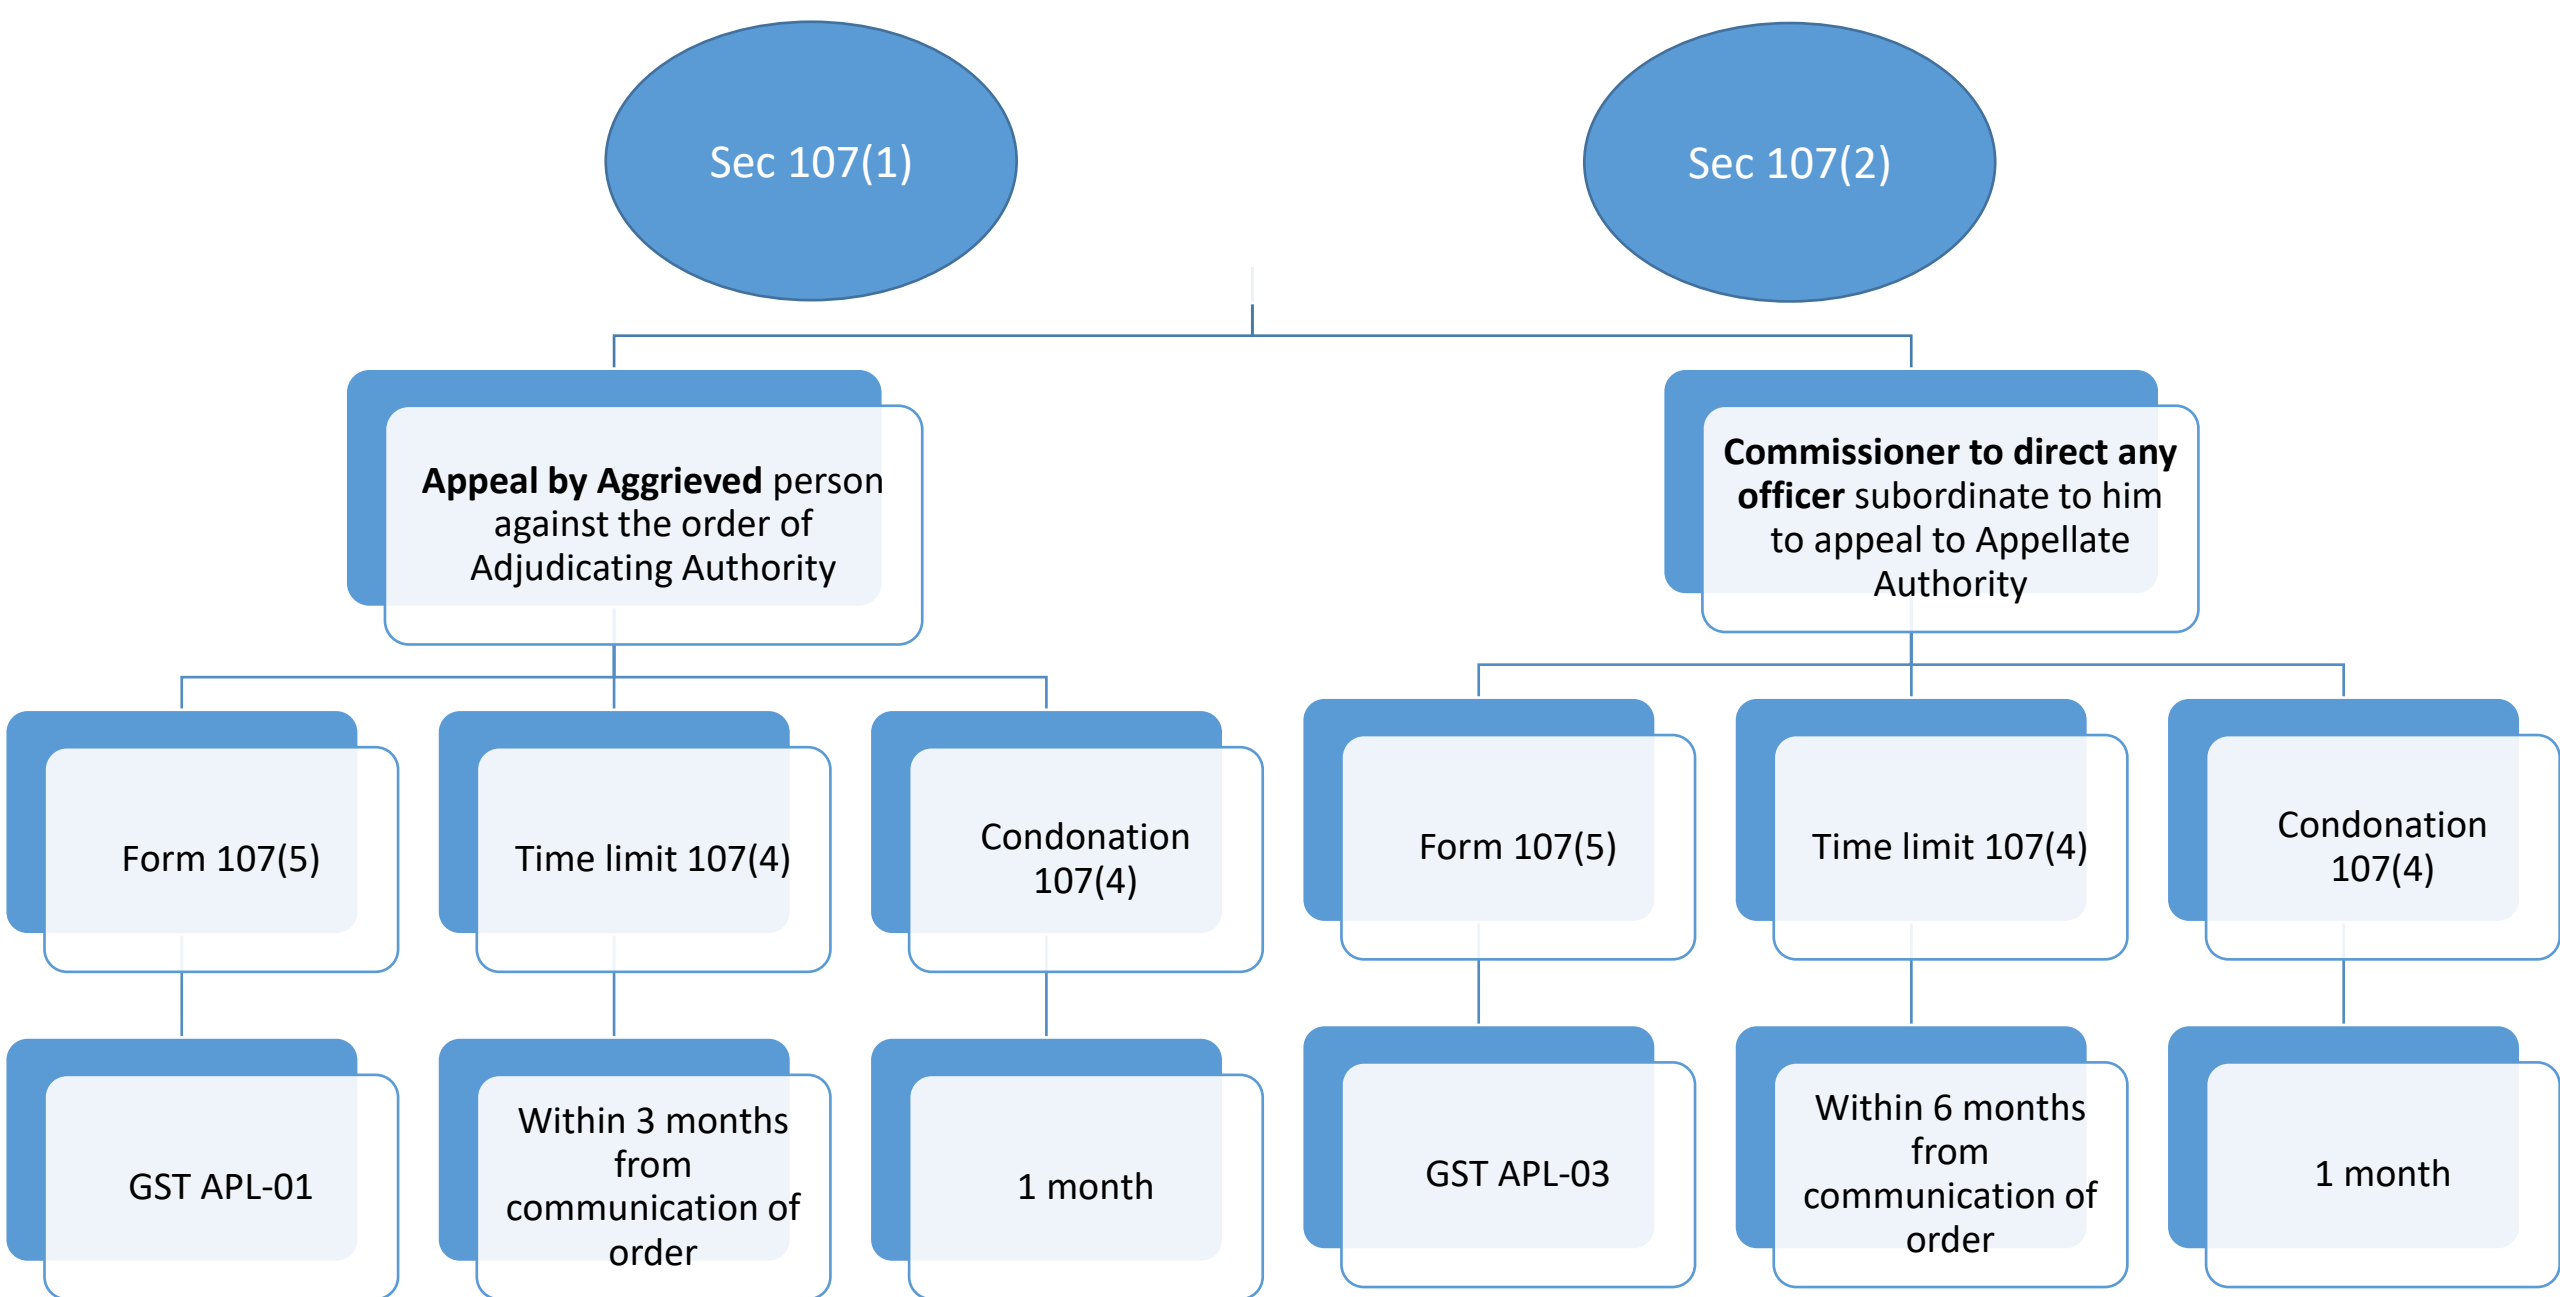 Sec 107(1)
Sec 107(2)
Appeal by Aggrieved person
against the order of
Adjudicating Authority
Commissioner to direct any
officer subordinate to him
to appeal to Appellate
Authority
Form 107(5)
Time limit 107(4)
Condonation
107(4)
Form 107(5)
Time limit 107(4)
Condonation
107(4)
GST APL-01
Within 3 months
from
communication of
order
1 month
GST APL-03
Within 6 months
from
communication of
order
1 month